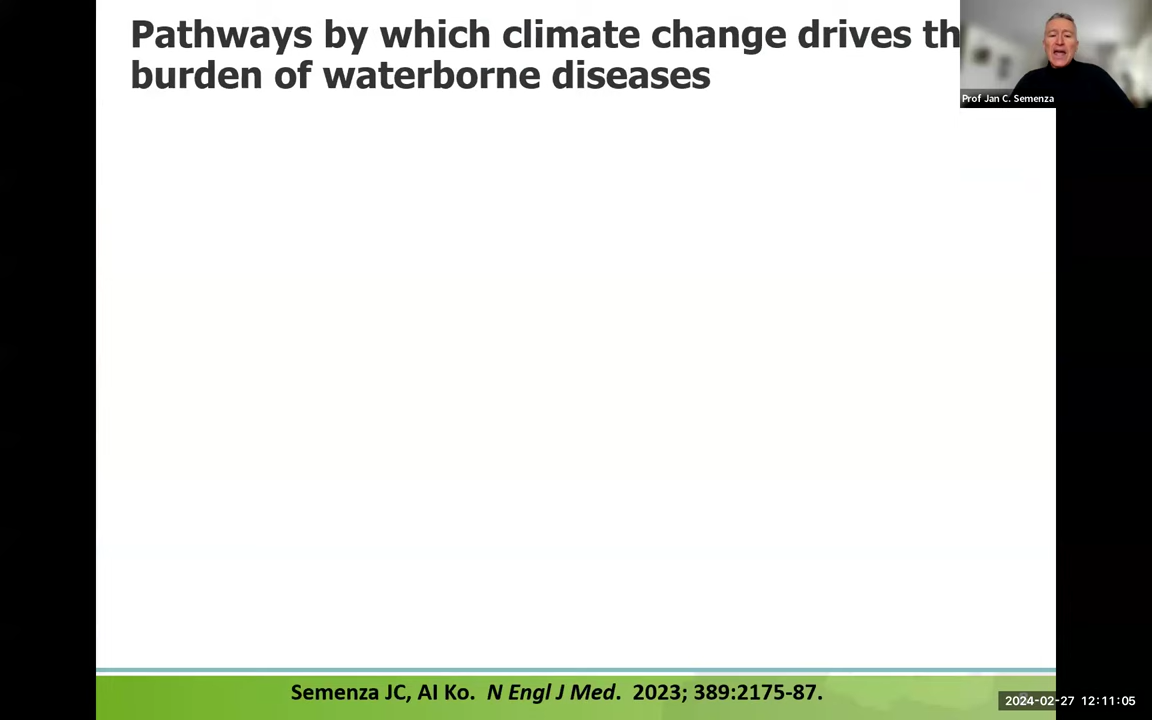 Pathways by which climate change drives th
burden of waterborne diseases
Prof Jan C. Semenza
Semenza JC, AI Ko. N Engl J Med. 2023; 389:2175-87.
2024-02-27 12:11:05